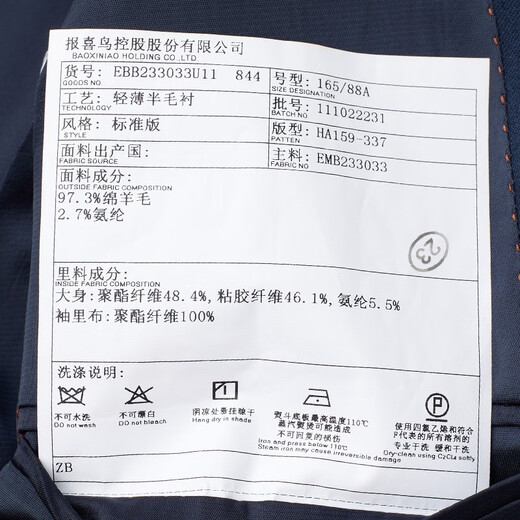 报喜鸟控股股份有限公司
BAOXINIAO HOLDING CO.,LTD.
货号: EBB233033U11 844
GOODS NO.
号型: 165/88A
SIZE DESIGNATION
工艺: 轻薄半毛衬
TECHNOLOGY
批号: 111022231
BATCH NO
风格: 标准版
STYLE
版型: HA159-337
PATTEN
面料出产国:
FABRIC SOURCE
主料: EMB233033
FABRIC NO.
面料成分:
OUTSIDE FABRIC COMPOSITION
97.3%绵羊毛
2.7%氨纶
23
里料成分:
INSIDE FABRIC COMPOSITION
大身:聚酯纤维48.4%, 粘胶纤维46.1%, 氨纶5.5%
袖里布:聚酯纤维100%
洗涤说明:
不可水洗
Do not wash
不可漂白
Do not bleach
阴凉处悬挂晾干
Hang dry in shade
熨斗底板最高温度110℃
蒸汽熨烫可能造成
不可回复的损伤
Iron and press below 110℃
Steam iron may cause irreversible damage
P
使用四氯乙烯和符合
F代表的所有溶剂的
专业干洗 缓和干洗
Dry-clean using C2CL4 softly
ZB